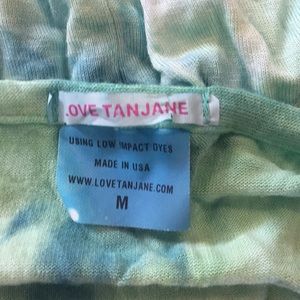 LOVE TANJANE
USING LOW IMPACT DYES
MADE IN USA
WWW.LOVETANJANE.COM
M